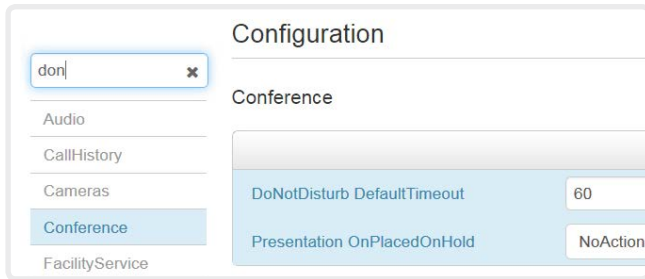 Configuration
don
Conference
Audio
CallHistory
Cameras
DoNotDisturb DefaultTimeout 60
Conference
Presentation OnPlacedOnHold NoAction
FacilityService